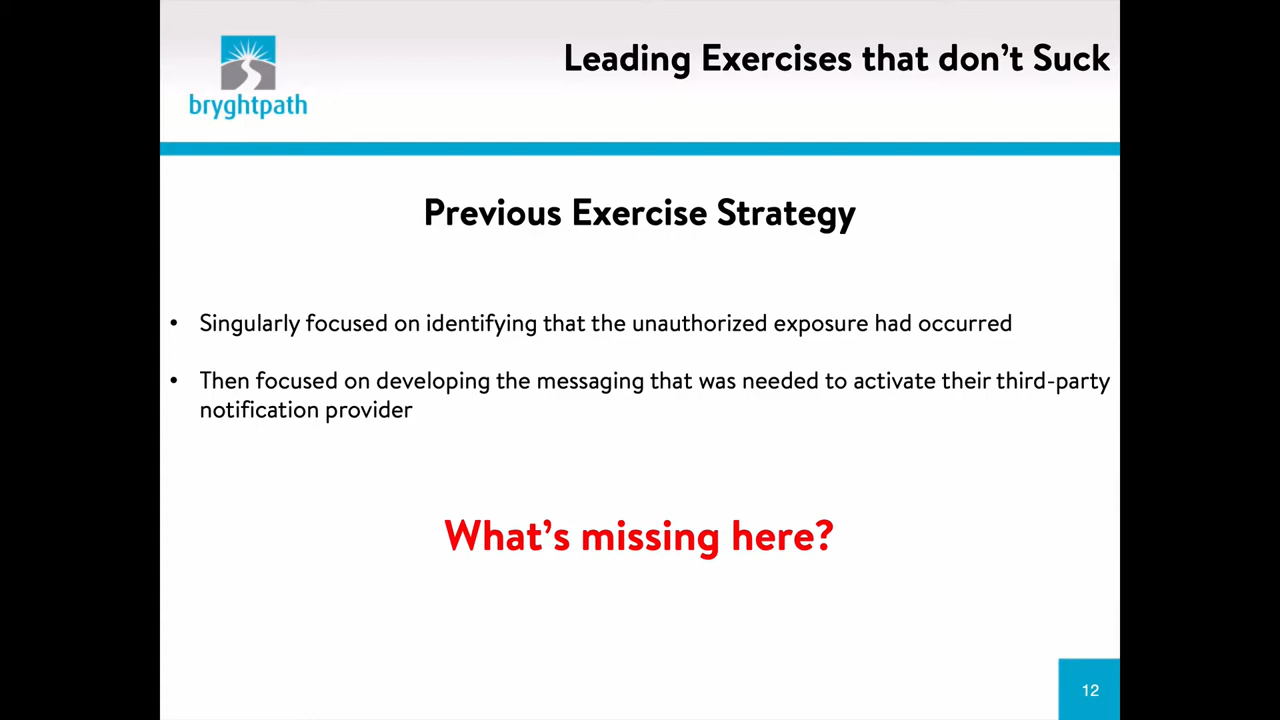 bryghtpath
Leading Exercises that don't Suck
Previous Exercise Strategy
• Singularly focused on identifying that the unauthorized exposure had occurred
• Then focused on developing the messaging that was needed to activate their third-party
notification provider
What's missing here?
12